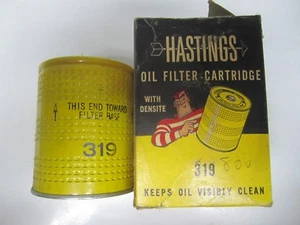 THIS END TOWARD
FILTER BASE
319
HASTINGS
OIL FILTER CARTRIDGE
WITH
DENSITE
319
KEEPS OIL VISIBLY CLEAN